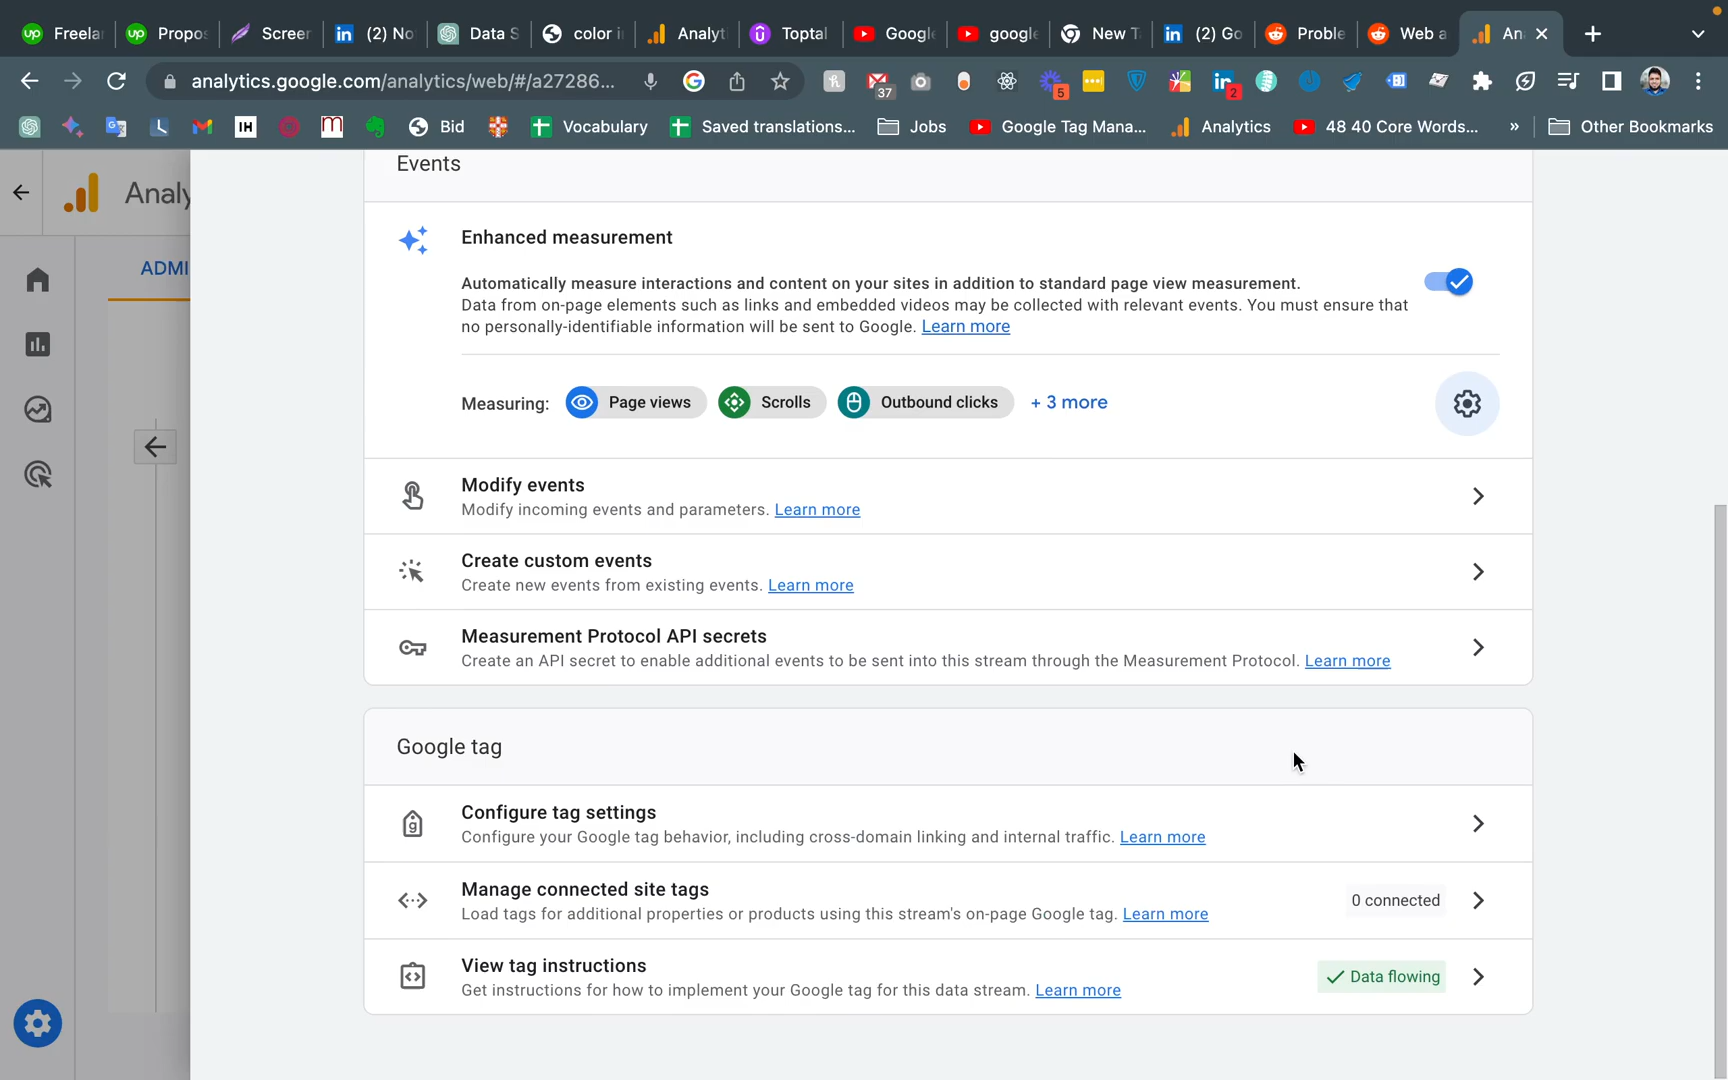 Freela
Propos
Screer
(2) No
Data S
color i
Analyt
Toptal
Google
google
New T
(2) Go
Proble
Web a
An
analytics.google.com/analytics/web/#/a27286...
37
5
2
Bid
Vocabulary
Saved translations...
Jobs
Google Tag Mana...
Analytics
48 40 Core Words...
»
Other Bookmarks
Analy
ADMI
Events
Enhanced measurement
Automatically measure interactions and content on your sites in addition to standard page view measurement.
Data from on-page elements such as links and embedded videos may be collected with relevant events. You must ensure that
no personally-identifiable information will be sent to Google. Learn more
Measuring: Page views Scrolls Outbound clicks + 3 more
Modify events
Modify incoming events and parameters. Learn more
Create custom events
Create new events from existing events. Learn more
Measurement Protocol API secrets
Create an API secret to enable additional events to be sent into this stream through the Measurement Protocol. Learn more
Google tag
Configure tag settings
Configure your Google tag behavior, including cross-domain linking and internal traffic. Learn more
Manage connected site tags
Load tags for additional properties or products using this stream's on-page Google tag. Learn more
0 connected
View tag instructions
Get instructions for how to implement your Google tag for this data stream. Learn more
Data flowing